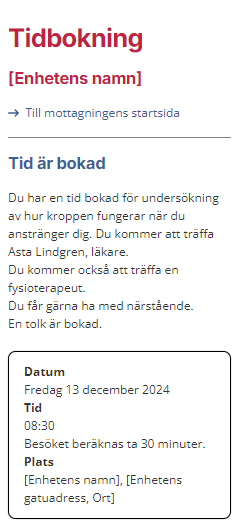 Tidbokning
[Enhetens namn]
→ Till mottagningens startsida
Tid är bokad
Du har en tid bokad för undersökning
av hur kroppen fungerar när du
anstränger dig. Du kommer att träffa
Asta Lindgren, läkare.
Du kommer också att träffa en
fysioterapeut.
Du får gärna ha med närstående.
En tolk är bokad.
Datum
Fredag 13 december 2024
Tid
08:30
Besöket beräknas ta 30 minuter.
Plats
[Enhetens namn], [Enhetens
gatuadress, Ort]